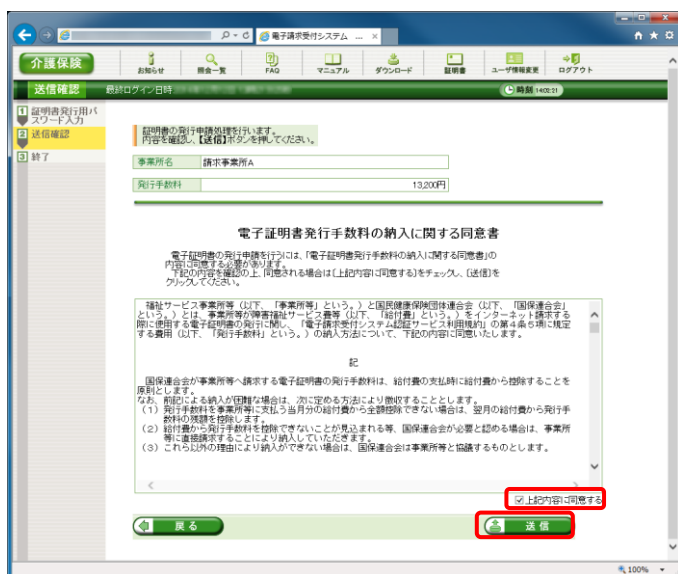 電子請求受付システム ...
介護保険
お知らせ 照会一覧 FAQ マニュアル ダウンロード 証明書 ユーザ情報変更 ログアウト
送信確認 最終ログイン日時 時刻 14:02:21
1 証明書発行用パ
スワード入力
2 送信確認
3 終了
証明書の発行申請処理を行います。
内容を確認し、【送信】ボタンを押してください。
事業所名 請求事業所A
発行手数料 13,200円
電子証明書発行手数料の納入に関する同意書
電子証明書の発行申請を行うには、「電子証明書発行手数料の納入に関する同意書」の
内容に同意する必要があります。
下記の内容を確認の上、同意される場合は「上記内容に同意する」をチェックし、「送信」を
クリックしてください。
福祉サービス事業所等（以下、「事業所等」という。）と国民健康保険団体連合会（以下、「国保連合会」
という。）とは、事業所等が障害福祉サービス費等（以下、「給付費」という。）をインターネット請求する
際に使用する電子証明書の発行に関し、「電子請求受付システム認証サービス利用規約」の第４条５項に規定
する費用（以下、「発行手数料」という。）の納入方法について、下記の内容に同意いたします。
記
国保連合会が事業所等へ請求する電子証明書の発行手数料は、給付費の支払時に給付費から控除することを
原則とします。
なお、前記による納入が困難な場合は、次に定める方法により徴収することとします。
（１）発行手数料を事業所等に支払う当月分の給付費から全額控除できない場合は、翌月の給付費から発行手
数料の残額を控除します。
（２）給付費から発行手数料を控除できないことが見込まれる等、国保連合会が必要と認める場合は、事業所
等に直接請求することにより納入していただきます。
（３）これら以外の理由により納入ができない場合は、国保連合会は事業所等と協議するものとします。
上記内容に同意する
戻る 送信
100%